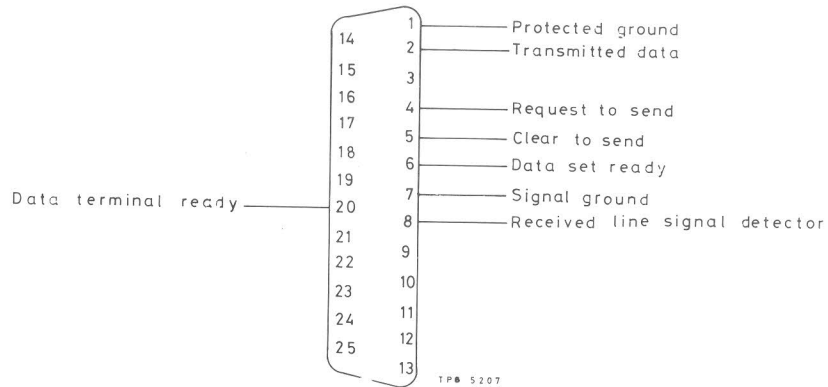 1 Protected ground
14
2 Transmitted data
15
3
16
4 Request to send
17
5 Clear to send
18
6 Data set ready
19
7 Signal ground
Data terminal ready 20
8 Received line signal detector
21
9
22
10
23
11
24
12
25
13
5207